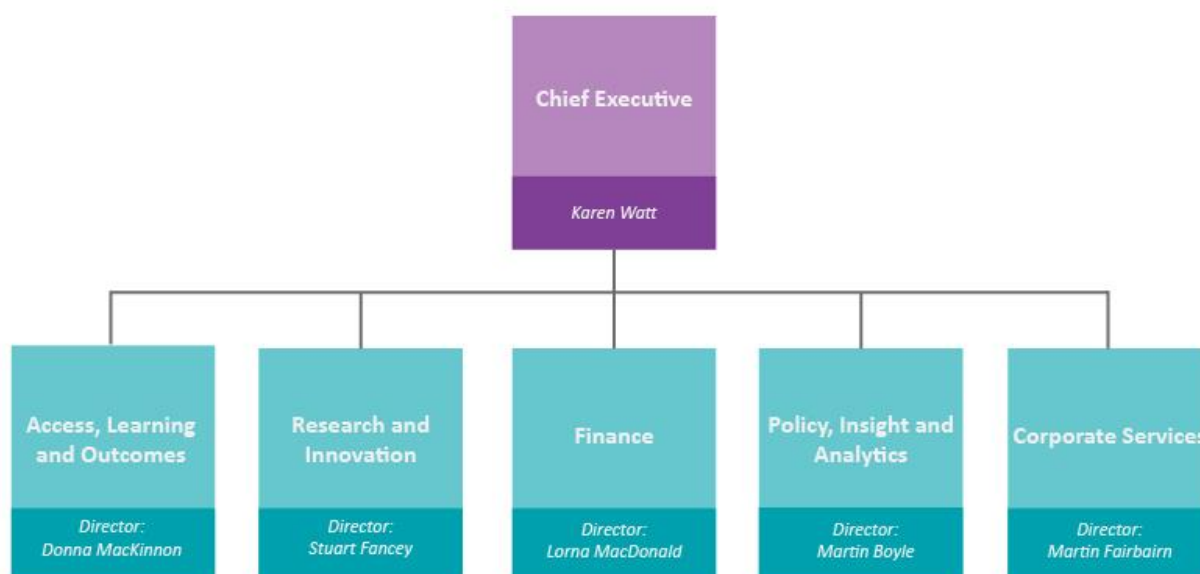 Chief Executive
Karen Watt
Access, Learning
and Outcomes
Director:
Donna MacKinnon
Research and
Innovation
Director:
Stuart Fancey
Finance
Director:
Lorna MacDonald
Policy, Insight and
Analytics
Director:
Martin Boyle
Corporate Services
Director:
Martin Fairbairn